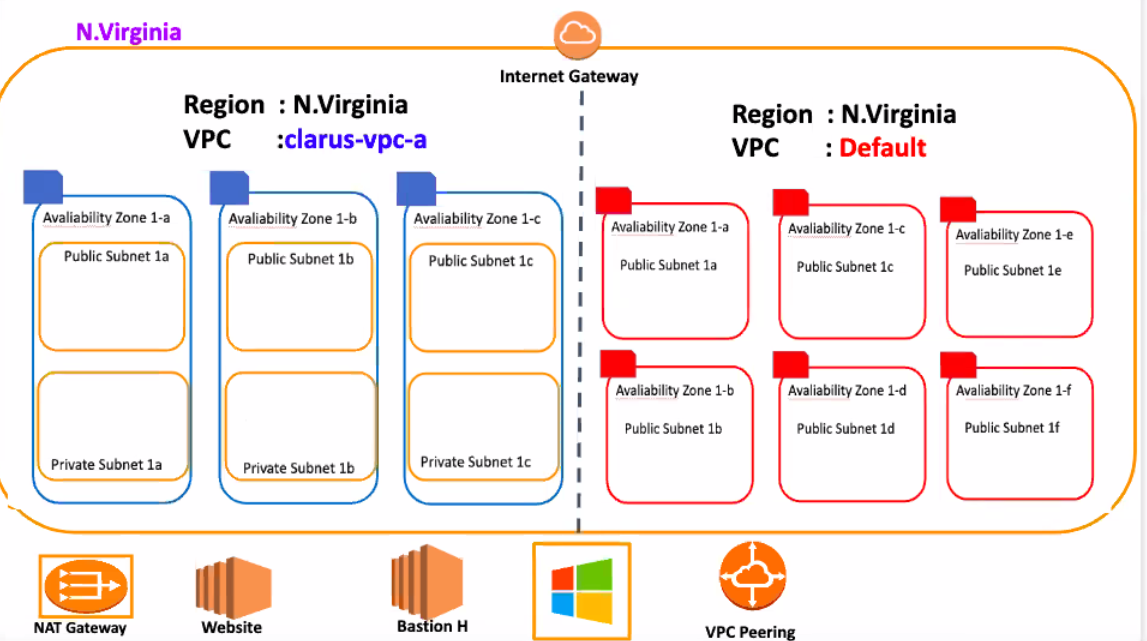 N.Virginia
Internet Gateway
Region : N.Virginia
VPC :clarus-vpc-a
Region : N.Virginia
VPC : Default
Avaliability Zone 1-a
Public Subnet 1a
Private Subnet 1a
Avaliability Zone 1-b
Public Subnet 1b
Private Subnet 1b
Avaliability Zone 1-c
Public Subnet 1c
Private Subnet 1c
Avaliability Zone 1-a
Public Subnet 1a
Avaliability Zone 1-c
Public Subnet 1c
Avaliability Zone 1-e
Public Subnet 1e
Avaliability Zone 1-b
Public Subnet 1b
Avaliability Zone 1-d
Public Subnet 1d
Avaliability Zone 1-f
Public Subnet 1f
NAT Gateway
Website
Bastion H
VPC Peering